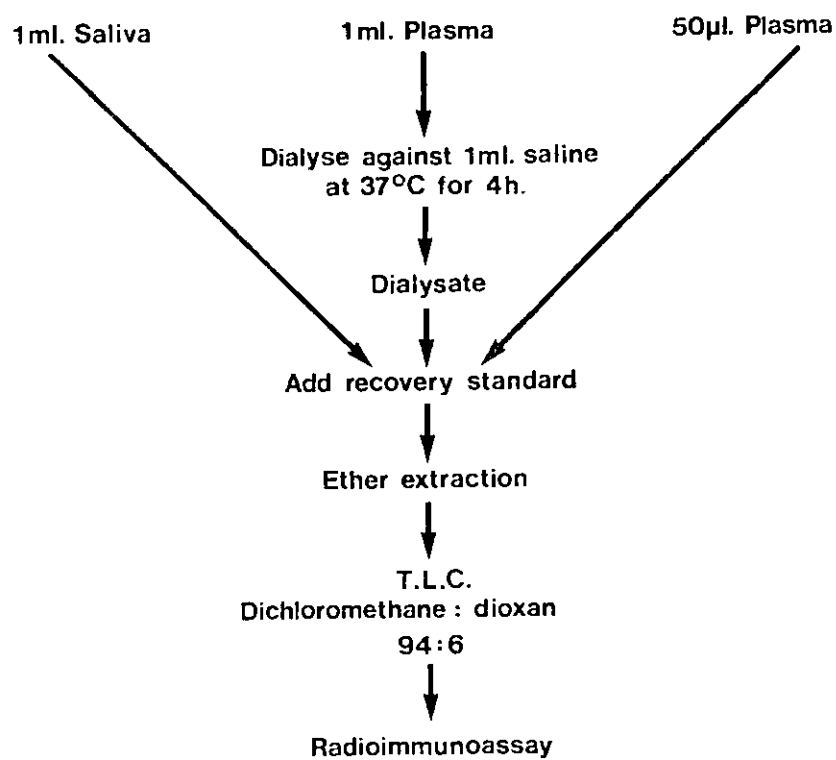 1ml. Saliva
1ml. Plasma
50µl. Plasma
Dialyse against 1ml. saline
at 37°C for 4h.
Dialysate
Add recovery standard
Ether extraction
T.L.C.
Dichloromethane : dioxan
94:6
Radioimmunoassay